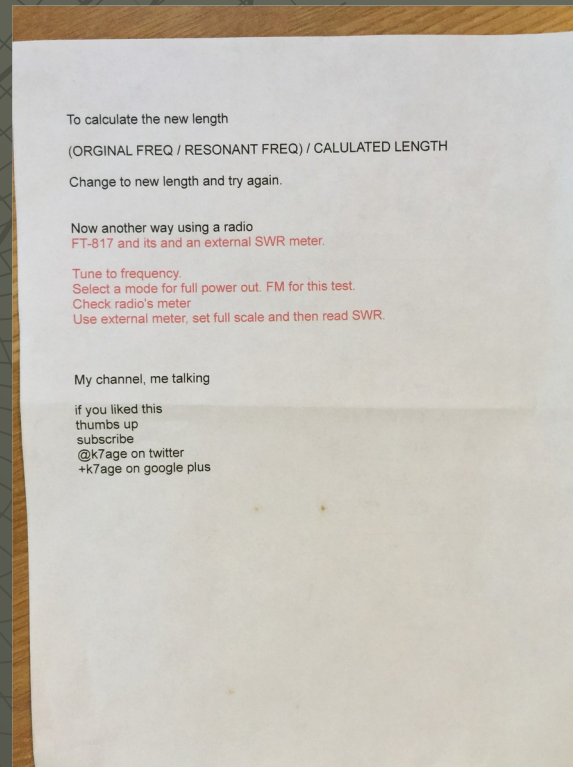 To calculate the new length
(ORGINAL FREQ / RESONANT FREQ) / CALULATED LENGTH
Change to new length and try again.
Now another way using a radio
FT-817 and its and an external SWR meter.
Tune to frequency.
Select a mode for full power out. FM for this test.
Check radio's meter
Use external meter, set full scale and then read SWR.
My channel, me talking
if you liked this
thumbs up
subscribe
@k7age on twitter
+k7age on google plus